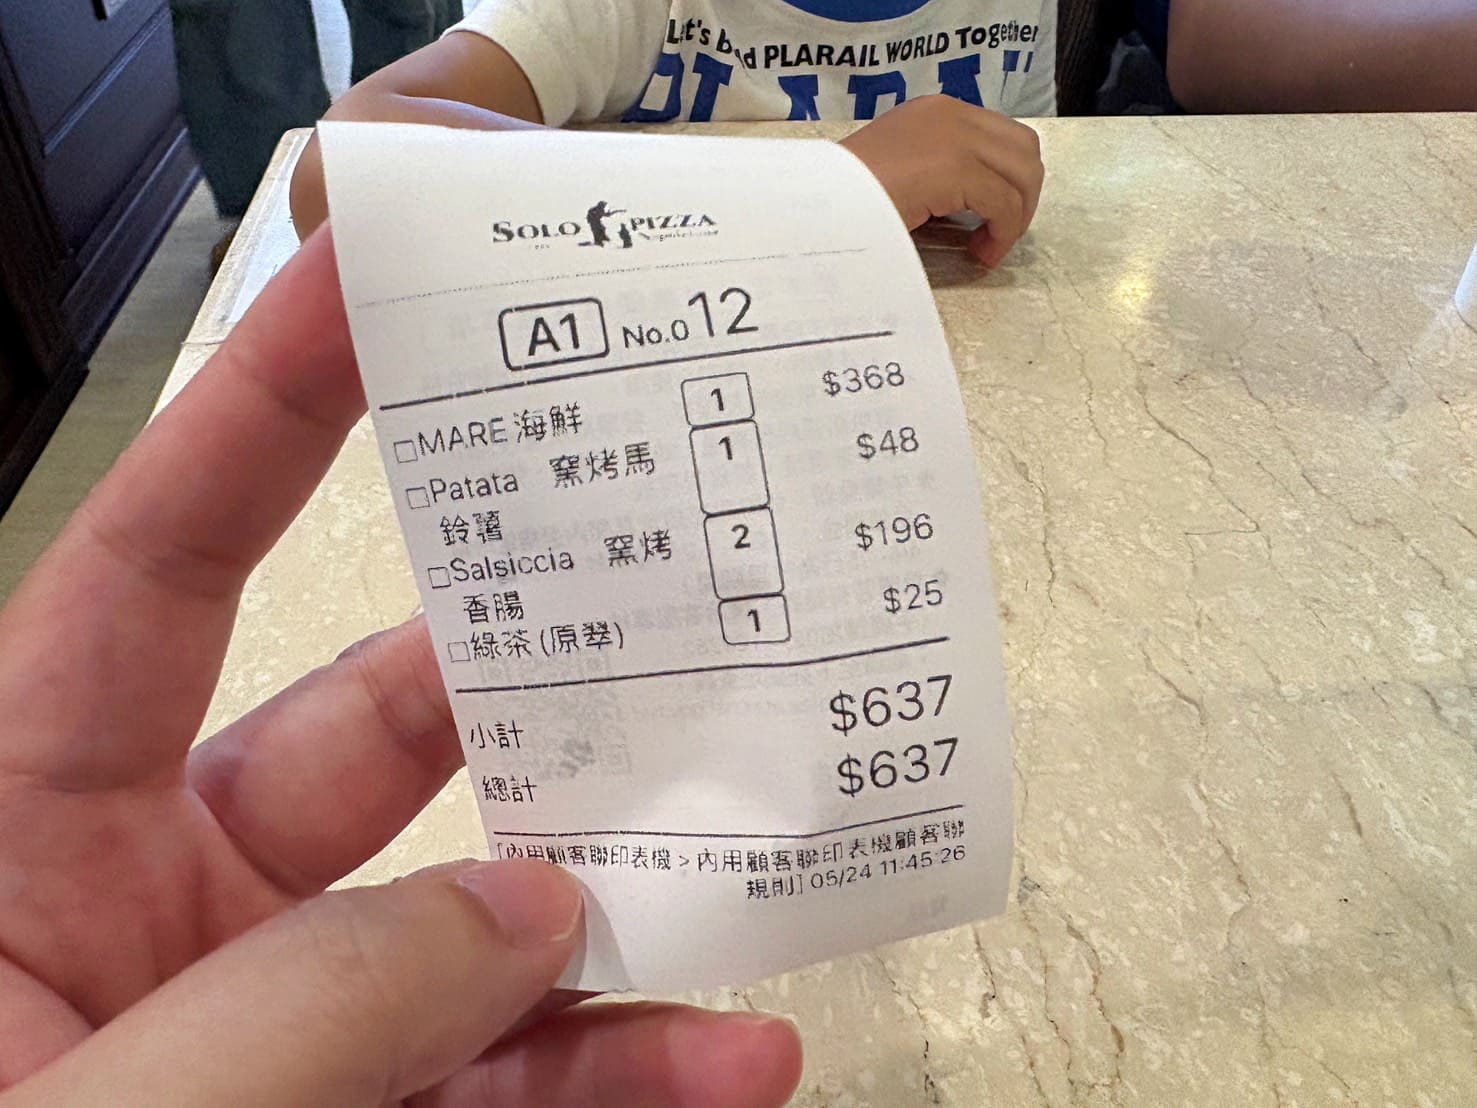 Let's b   d PLARAIL WORLD Together
PLARA
SOLO PIZZA
A1 No.012
□MARE 海鮮 1 $368
□Patata 窯烤馬 1 $48
鈴薯
□Salsiccia 窯烤 2 $196
香腸
□綠茶(原萃) 1 $25
小計 $637
總計 $637
[內用顧客聯印表機 > 內用顧客聯印表機顧客聯
規則] 05/24 11:45:26